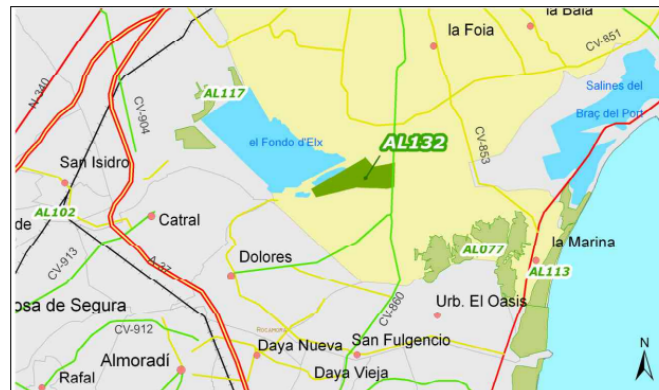 la Baia
la Foia
CV-851
N-340
AL117
CV-904
Salines del
Braç del Port
el Fondo d'Elx
AL132
CV-853
San Isidro
AL102
de
Catral
CV-913
A-37
Dolores
AL077
la Marina
AL113
osa de Segura
CV-860
Urb. El Oasis
CV-912
Rocamora
Daya Nueva
San Fulgencio
Almoradí
Daya Vieja
Rafal
N